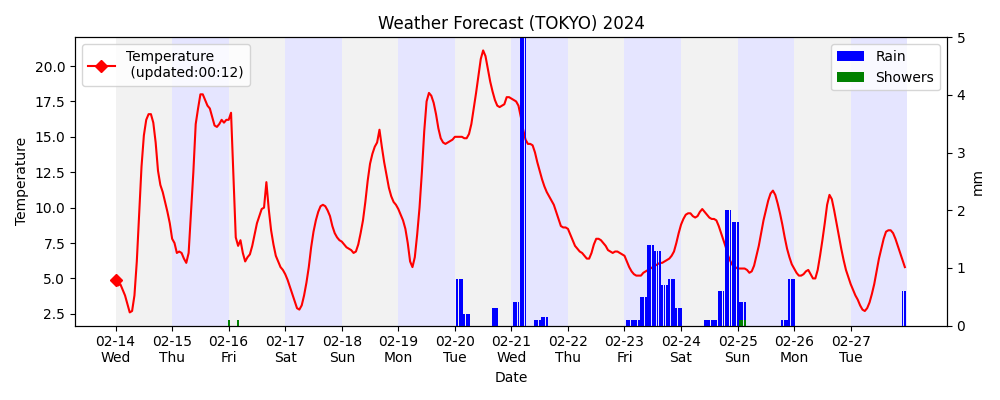 Weather Forecast (TOKYO) 2024
Temperature
(updated:00:12)
Rain
Showers
Temperature
20.0
17.5
15.0
12.5
10.0
7.5
5.0
2.5
5
4
3
2
1
0
mm
02-14 02-15 02-16 02-17 02-18 02-19 02-20 02-21 02-22 02-23 02-24 02-25 02-26 02-27
Wed Thu Fri Sat Sun Mon Tue Wed Thu Fri Sat Sun Mon Tue
Date